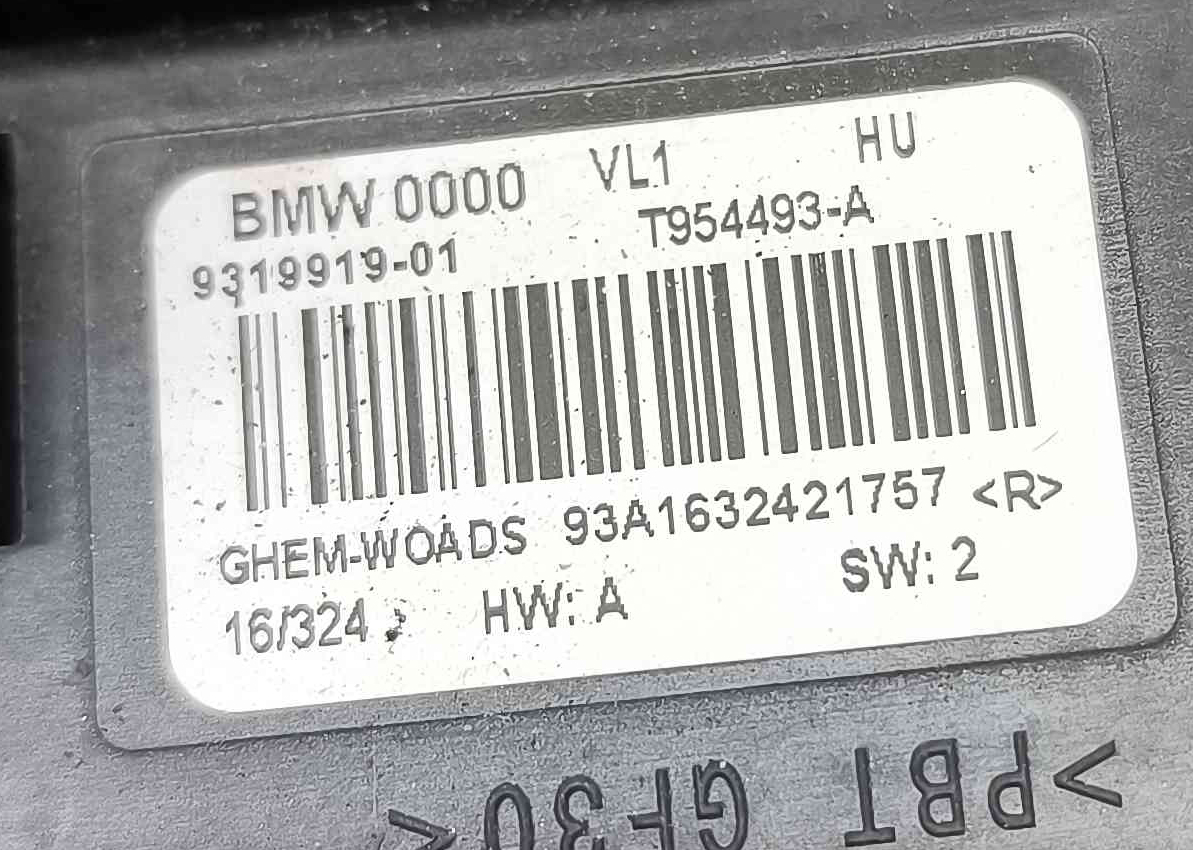 BMW 0000 VL1 HU
9319919-01 T954493-A
GHEM-WOADS 93A1632421757 <R>
16/324 HW: A SW: 2
>PBT GF30<